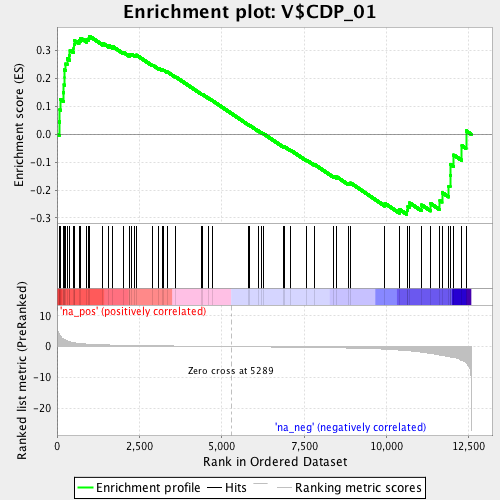 Enrichment plot: V$CDP_01
Enrichment score (ES)
0.3
0.2
0.1
0.0
-0.1
-0.2
-0.3
'na_pos' (positively correlated)
Ranked list metric (PreRanked)
10
5
0
-5
-10
-15
-20
Zero cross at 5289
'na_neg' (negatively correlated)
0
2,500
5,000
7,500
10,000
12,500
Rank in Ordered Dataset
Enrichment profile
Hits
Ranking metric scores